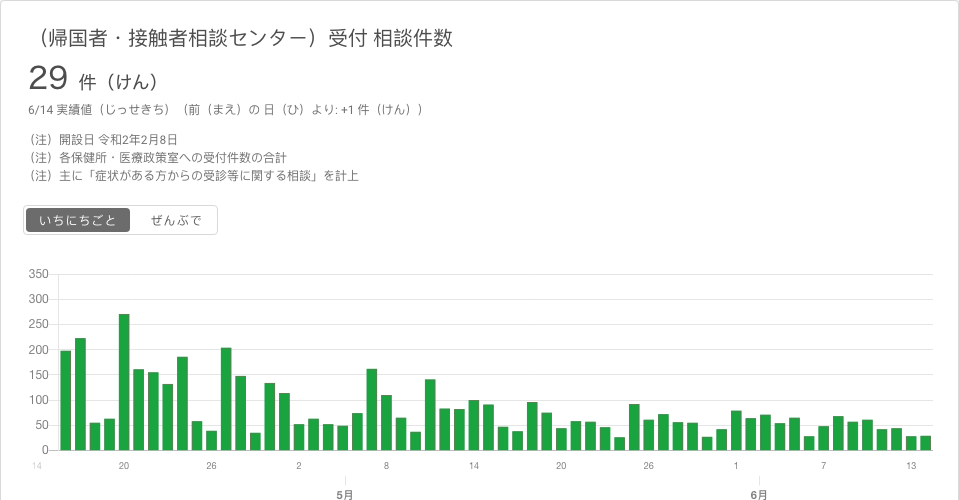 （帰国者・接触者相談センター）受付 相談件数
29 件（けん）
6/14 実績値（じっせきち）（前（まえ）の 日（ひ）より: +1 件（けん））
（注）開設日 令和2年2月8日
（注）各保健所・医療政策室への受付件数の合計
（注）主に「症状がある方からの受診等に関する相談」を計上
いちにちごと ぜんぶで
350
300
250
200
150
100
50
0
14 20 26 2 8 14 20 26 1 7 13
5月 6月